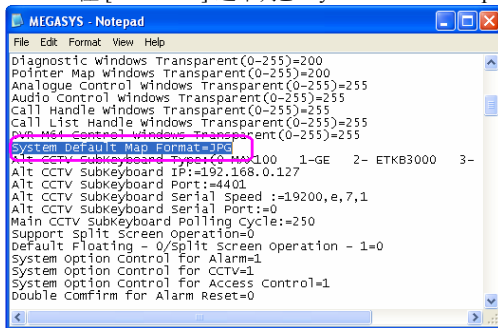 MEGASYS - Notepad
File Edit Format View Help
Diagnostic Windows Transparent(0-255)=200
Pointer Map Windows Transparent(0-255)=200
Analogue Control Windows Transparent(0-255)=255
Audio Control Windows Transparent(0-255)=255
Call Handle Windows Transparent(0-255)=255
Call List Handle Windows Transparent(0-255)=255
DVR M64 Control Windows Transparent(0-255)=255
System Default Map Format=JPG
Alt CCTV Subkeyboard Type:(0-MAX100 1-GE 2- ETKB3000 3-
Alt CCTV Subkeyboard IP:=192.168.0.127
Alt CCTV Subkeyboard Port:=4401
Alt CCTV Subkeyboard Serial Speed :=19200,e,7,1
Alt CCTV Subkeyboard Serial Port:=0
Main CCTV Subkeyboard Polling Cycle:=250
Support Split Screen Operation=0
Default Floating - 0/Split Screen Operation - 1=0
System Option Control for Alarm=1
System Option Control for CCTV=1
System Option Control for Access Control=1
Double Comfirm for Alarm Reset=0